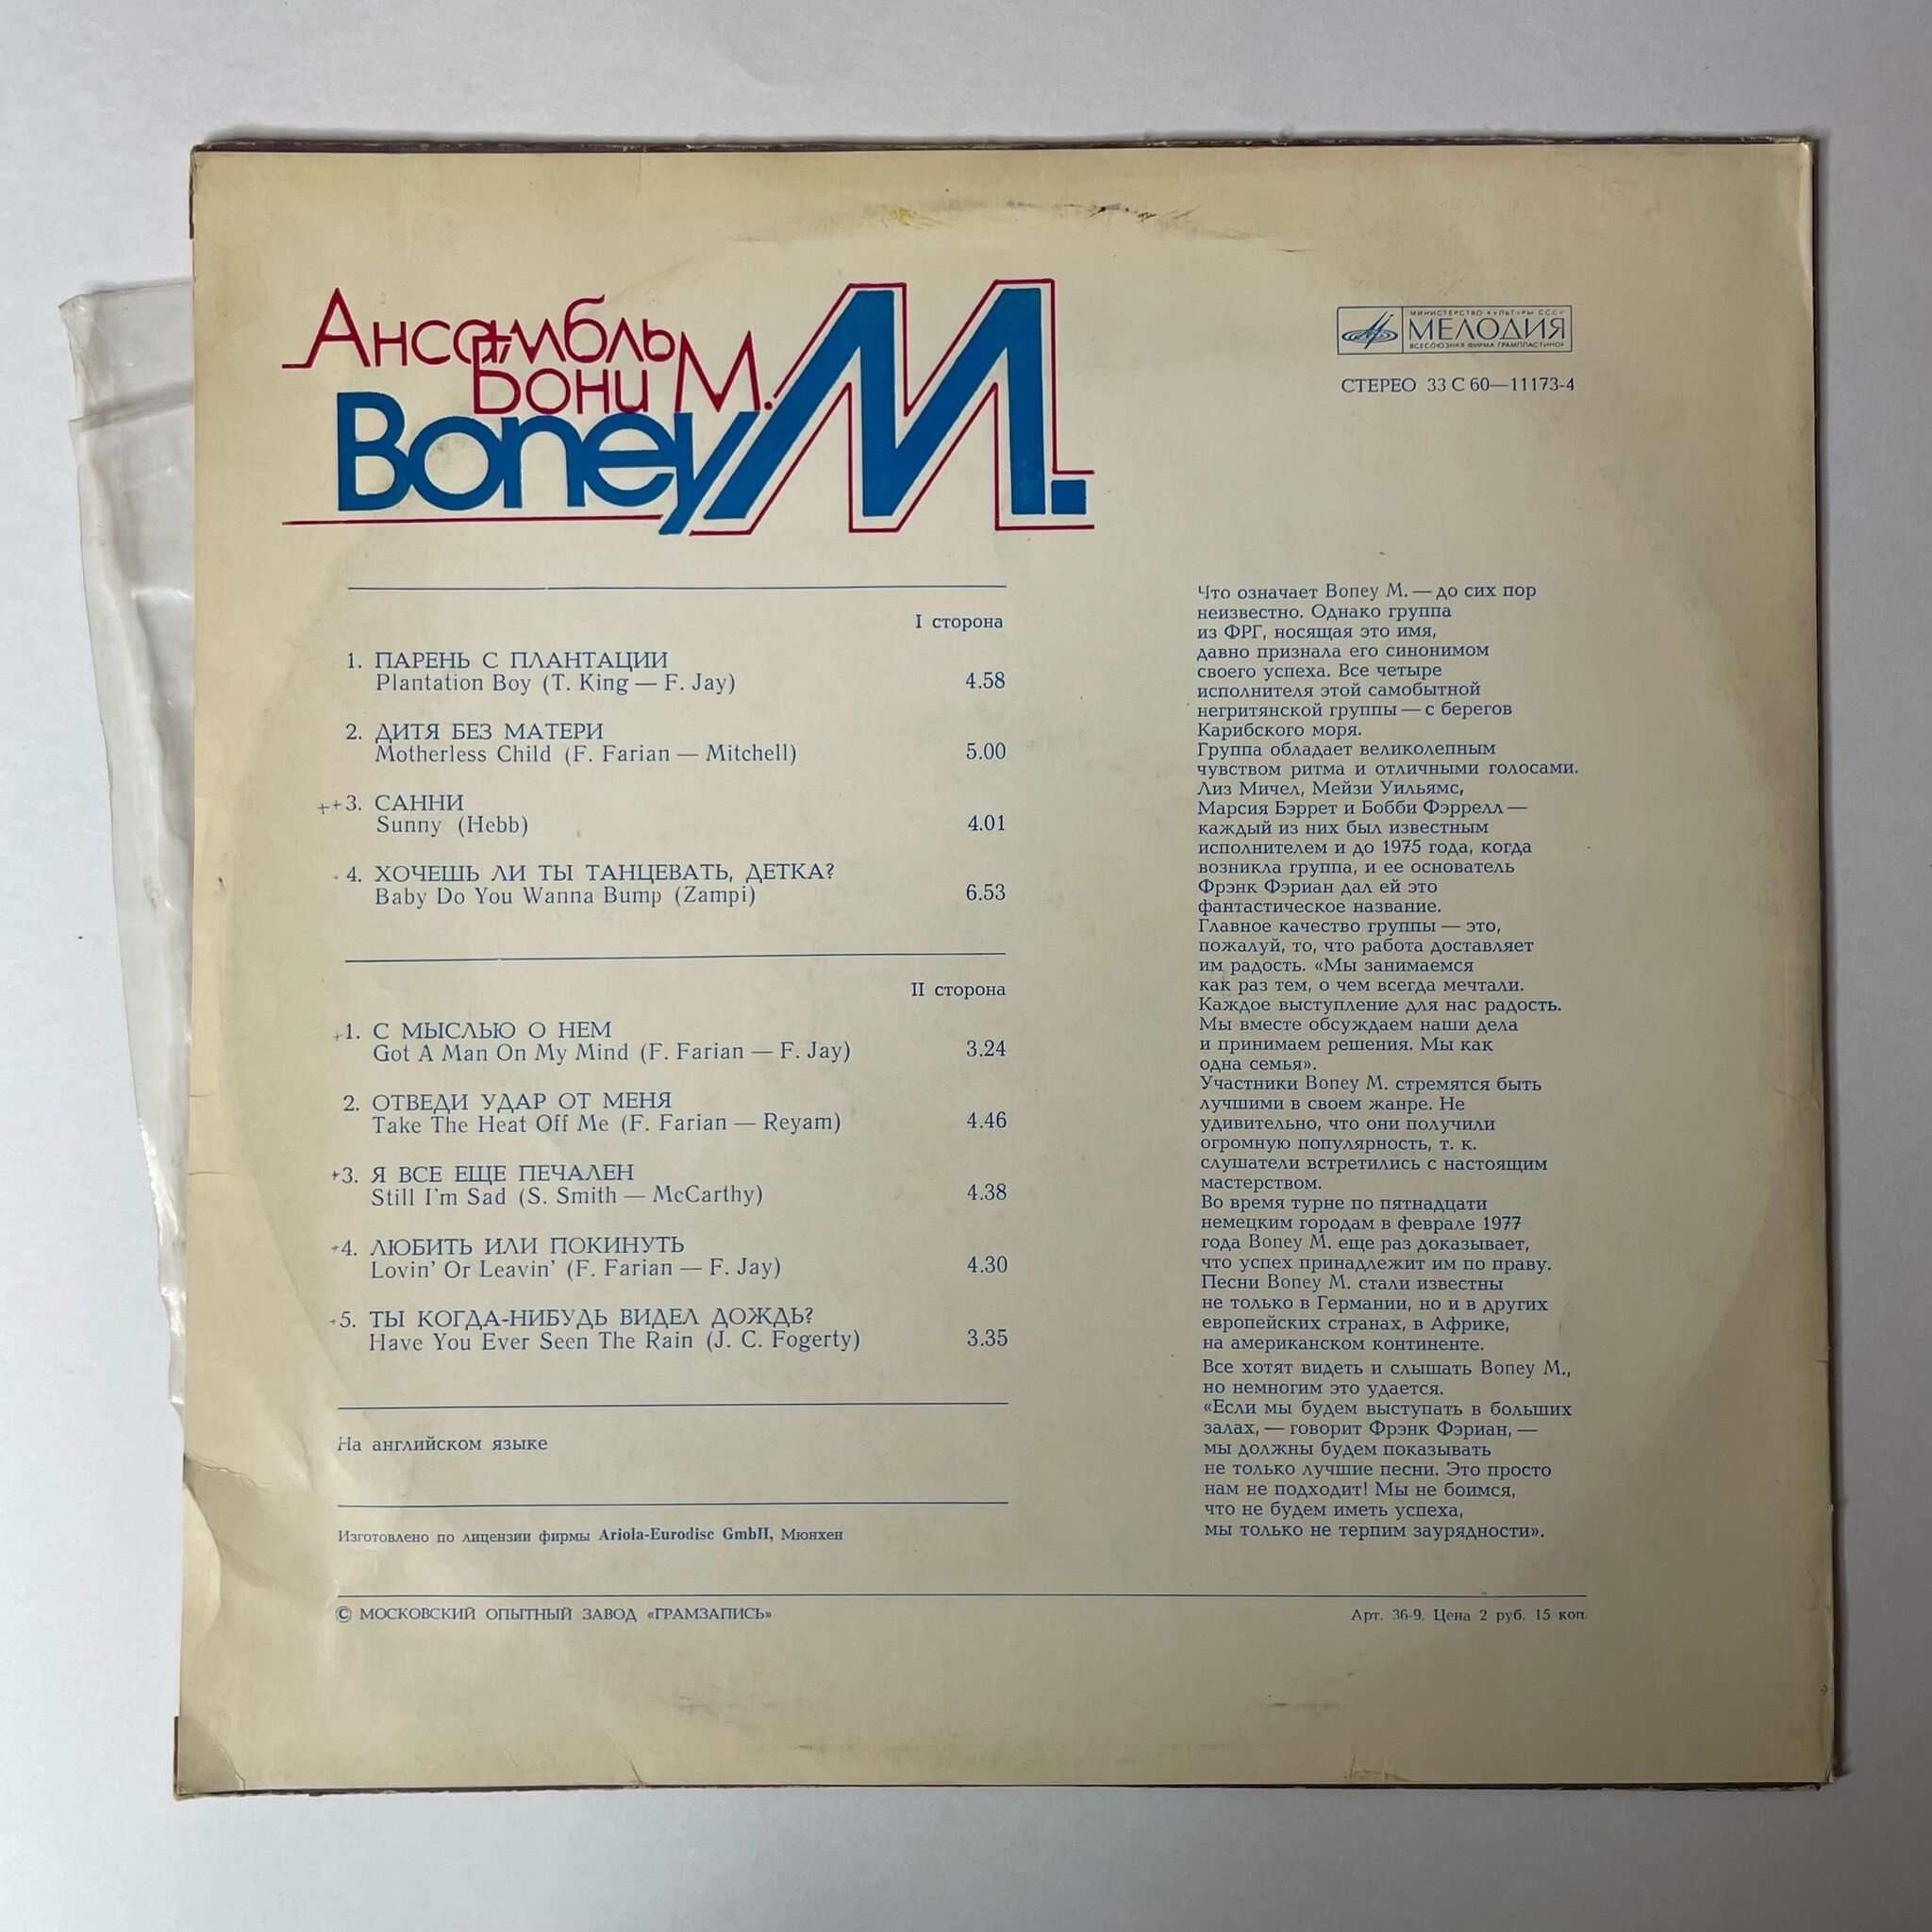 Ансамбль
Бони М.
Boney M.
МИНИСТЕРСТВО КУЛЬТУРЫ СССР
МЕЛОДИЯ
ВСЕСОЮЗНАЯ ФИРМА ГРАМПЛАСТИНОК
СТЕРЕО 33 С 60—11173-4
I сторона
1. ПАРЕНЬ С ПЛАНТАЦИИ
Plantation Boy (T. King — F. Jay) 4.58
2. ДИТЯ БЕЗ МАТЕРИ
Motherless Child (F. Farian — Mitchell) 5.00
++3. САННИ
Sunny (Hebb) 4.01
4. ХОЧЕШЬ ЛИ ТЫ ТАНЦЕВАТЬ, ДЕТКА?
Baby Do You Wanna Bump (Zampi) 6.53
II сторона
+1. С МЫСЛЬЮ О НЕМ
Got A Man On My Mind (F. Farian — F. Jay) 3.24
2. ОТВЕДИ УДАР ОТ МЕНЯ
Take The Heat Off Me (F. Farian — Reyam) 4.46
+3. Я ВСЕ ЕЩЕ ПЕЧАЛЕН
Still I'm Sad (S. Smith — McCarthy) 4.38
+4. ЛЮБИТЬ ИЛИ ПОКИНУТЬ
Lovin' Or Leavin' (F. Farian — F. Jay) 4.30
+5. ТЫ КОГДА-НИБУДЬ ВИДЕЛ ДОЖДЬ?
Have You Ever Seen The Rain (J. C. Fogerty) 3.35
На английском языке
Изготовлено по лицензии фирмы Ariola-Eurodisc GmbH, Мюнхен
Что означает Boney M. — до сих пор
неизвестно. Однако группа
из ФРГ, носящая это имя,
давно признала его синонимом
своего успеха. Все четыре
исполнителя этой самобытной
негритянской группы — с берегов
Карибского моря.
Группа обладает великолепным
чувством ритма и отличными голосами.
Лиз Мичел, Мейзи Уильямс,
Марсия Бэррет и Бобби Фэррелл —
каждый из них был известным
исполнителем и до 1975 года, когда
возникла группа, и ее основатель
Фрэнк Фэриан дал ей это
фантастическое название.
Главное качество группы — это,
пожалуй, то, что работа доставляет
им радость. «Мы занимаемся
как раз тем, о чем всегда мечтали.
Каждое выступление для нас радость.
Мы вместе обсуждаем наши дела
и принимаем решения. Мы как
одна семья».
Участники Boney M. стремятся быть
лучшими в своем жанре. Не
удивительно, что они получили
огромную популярность, т. к.
слушатели встретились с настоящим
мастерством.
Во время турне по пятнадцати
немецким городам в феврале 1977
года Boney M. еще раз доказывает,
что успех принадлежит им по праву.
Песни Boney M. стали известны
не только в Германии, но и в других
европейских странах, в Африке,
на американском континенте.
Все хотят видеть и слышать Boney M.,
но немногим это удается.
«Если мы будем выступать в больших
залах, — говорит Фрэнк Фэриан, —
мы должны будем показывать
не только лучшие песни. Это просто
нам не подходит! Мы не боимся,
что не будем иметь успеха,
мы только не терпим заурядности».
© МОСКОВСКИЙ ОПЫТНЫЙ ЗАВОД «ГРАМЗАПИСЬ»
Арт. 36-9. Цена 2 руб. 15 коп.